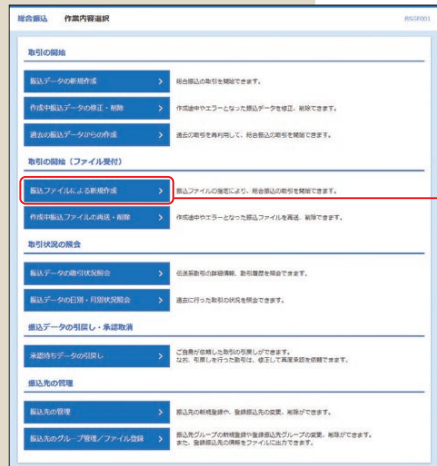 総合振込 作業内容選択
BSGF001
取引の開始
振込データの新規作成
総合振込の取引を開始できます。
作成中振込データの修正・削除
作成途中やエラーとなった振込データを修正、削除できます。
過去の振込データからの作成
過去の取引を再利用して、総合振込の取引を開始できます。
取引の開始（ファイル受付）
振込ファイルによる新規作成
振込ファイルの指定により、総合振込の取引を開始できます。
作成中振込ファイルの再送・削除
作成途中やエラーとなった振込ファイルを再送、削除できます。
取引状況の照会
振込データの取引状況照会
伝送系取引の詳細情報、取引履歴を照会できます。
振込データの日別・月別状況照会
過去に行った取引の状況を照会できます。
振込データの引戻し・承認取消
承認待ちデータの引戻し
ご自身が依頼した取引の引戻しができます。
なお、引戻しを行った取引は、修正して再度承認を依頼できます。
振込先の管理
振込先の管理
振込先の新規登録や、登録振込先の変更、削除ができます。
振込先のグループ管理／ファイル登録
振込先グループの新規登録や登録振込先グループの変更、削除ができます。
また、登録振込先の情報をファイルに出力できます。